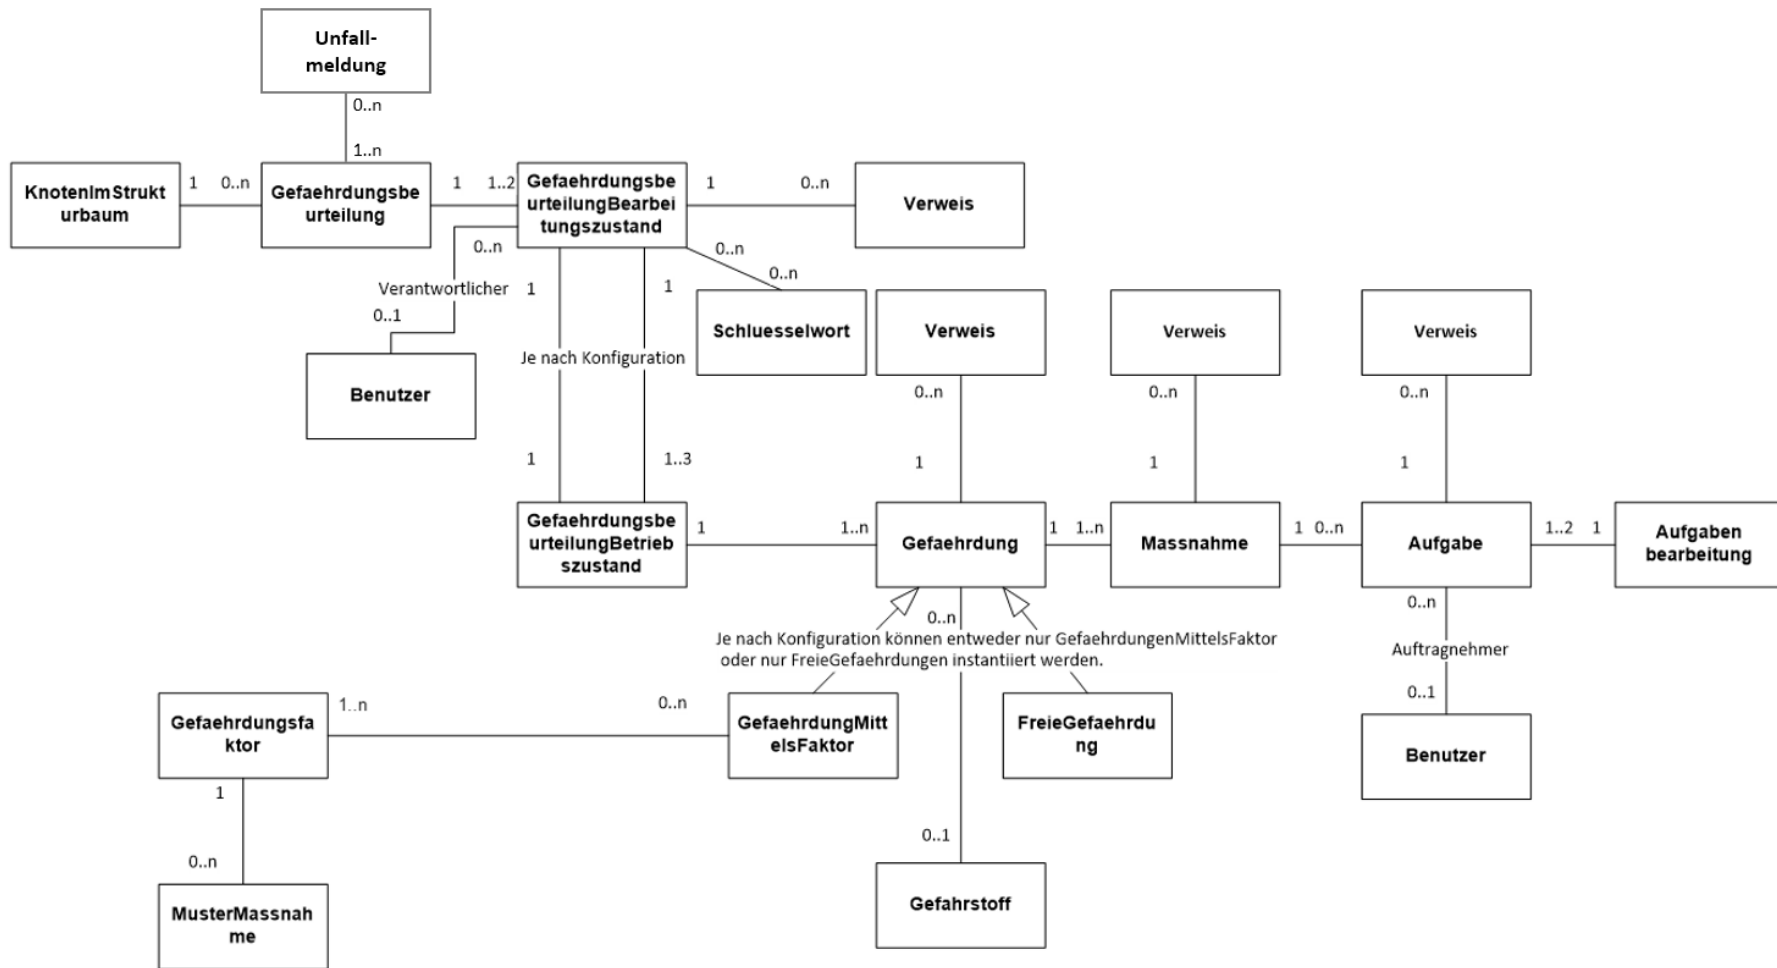 Unfall-
meldung
0..n
1..n
KnotenImStrukt
urbaum
1
0..n
Gefaehrdungsbe
urteilung
1
1..2
Gefaehrdungsbe
urteilungBearbei
tungszustand
1
0..n
Verweis
0..n
Verantwortlicher
0..1
Benutzer
1
1
Je nach Konfiguration
1
1..3
0..n
0..n
Schluesselwort
Verweis
0..n
1
Verweis
0..n
1
Verweis
0..n
1
Gefaehrdungsbe
urteilungBetrieb
szustand
1
1..n
Gefaehrdung
1
1..n
Massnahme
1
0..n
Aufgabe
1..2
1
Aufgaben
bearbeitung
0..n
Je nach Konfiguration können entweder nur GefaehrdungenMittelsFaktor
oder nur FreieGefaehrdungen instantiiert werden.
0..n
Auftragnehmer
0..1
Benutzer
Gefaehrdungsfa
ktor
1..n
0..n
GefaehrdungMitt
elsFaktor
FreieGefaehrdu
ng
1
0..n
MusterMassnah
me
0..1
Gefahrstoff